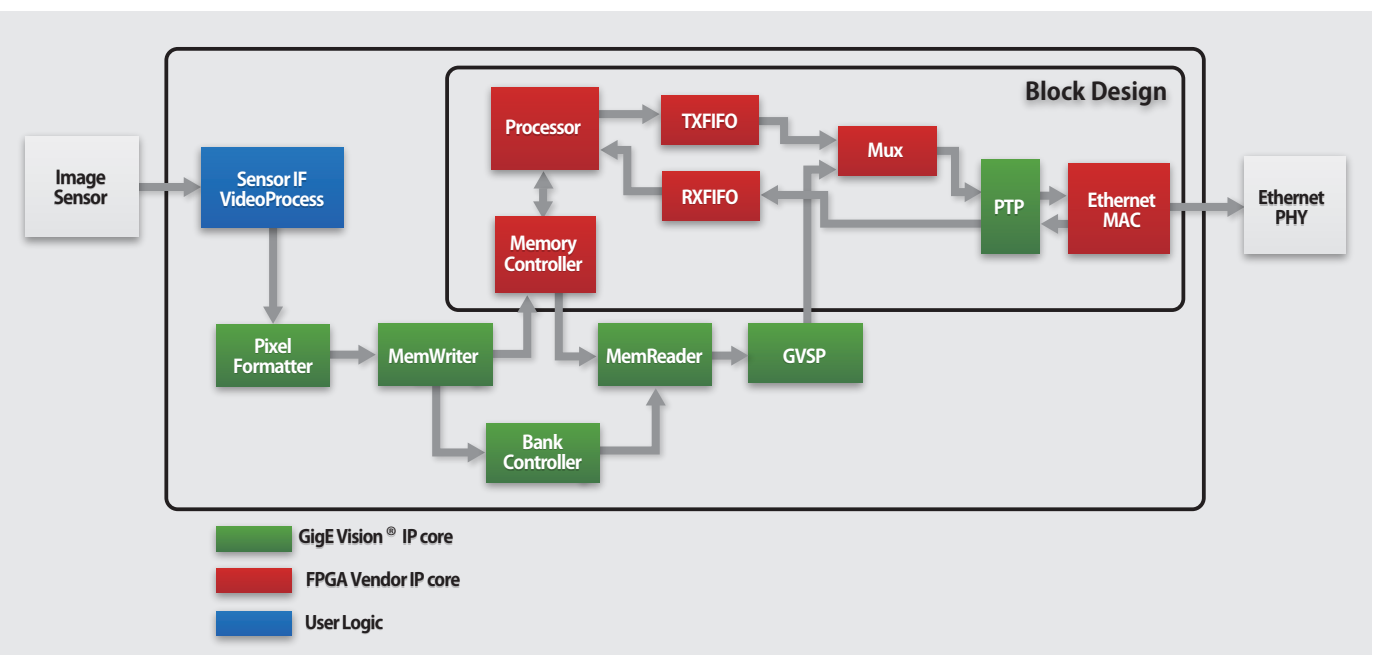 Block Design
Processor
TXFIFO
Mux
Image
Sensor
Sensor IF
VideoProcess
RXFIFO
PTP
Ethernet
MAC
Ethernet
PHY
Memory
Controller
Pixel
Formatter
MemWriter
MemReader
GVSP
Bank
Controller
GigE Vision ® IP core
FPGA Vendor IP core
User Logic